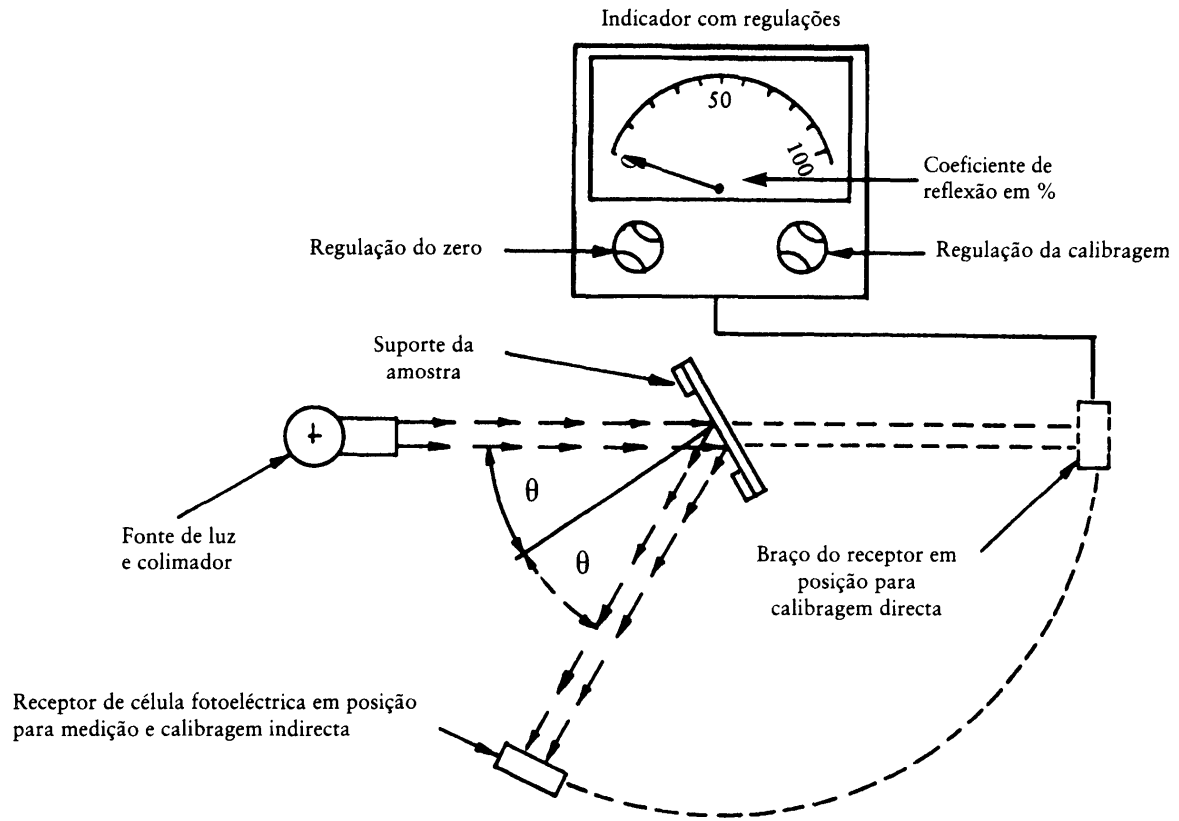 Indicador com regulações
50
0
100
Coeficiente de
reflexão em %
Regulação do zero
Regulação da calibragem
Suporte da
amostra
θ
θ
Fonte de luz
e colimador
Braço do receptor em
posição para
calibragem directa
Receptor de célula fotoeléctrica em posição
para medição e calibragem indirecta